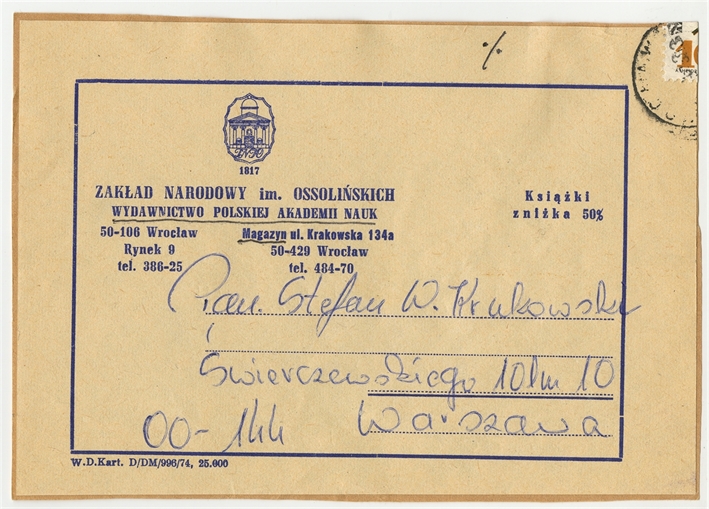 %
1817
ZAKŁAD NARODOWY im. OSSOLIŃSKICH
WYDAWNICTWO POLSKIEJ AKADEMII NAUK
50-106 Wrocław
Rynek 9
tel. 386-25
Magazyn ul. Krakowska 134a
50-429 Wrocław
tel. 484-70
Książki
zniżka 50%
Pan. Stefan W. Krukowski
Świerczewskiego 10 m 10
00-144 Warszawa
W.D.Kart. D/DM/996/74, 25.000